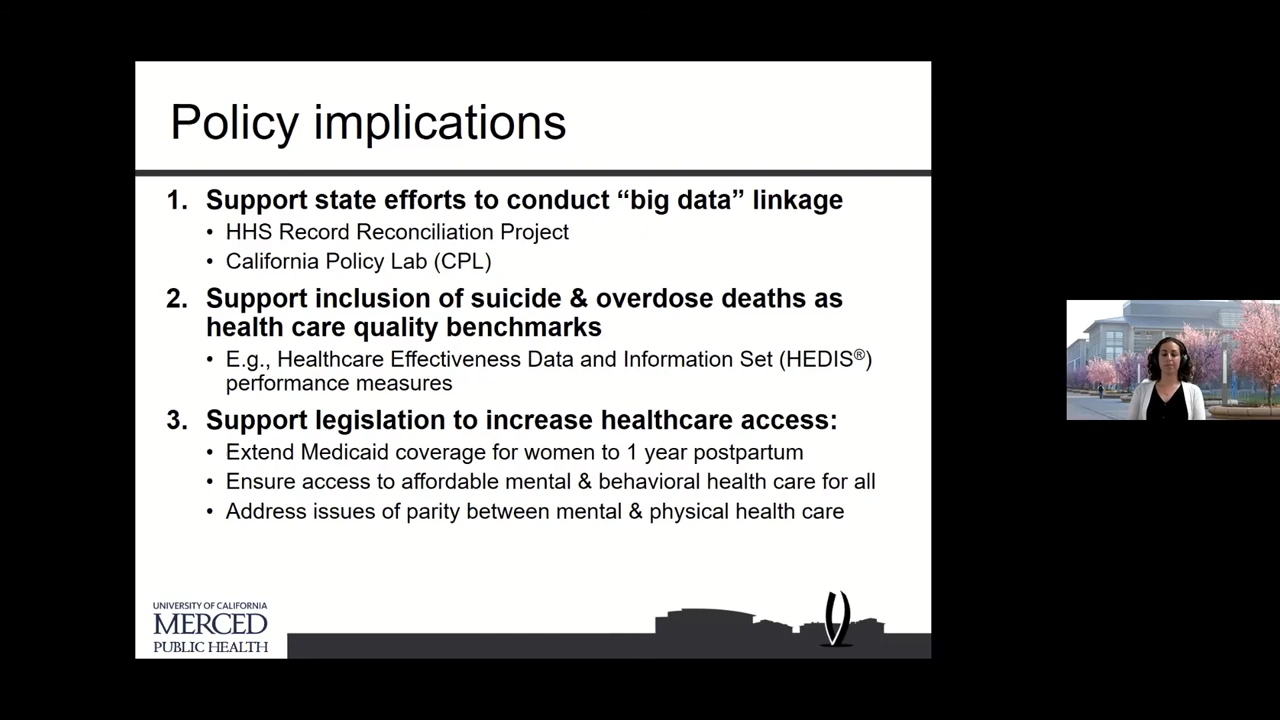 Policy implications
1. Support state efforts to conduct “big data” linkage
• HHS Record Reconciliation Project
• California Policy Lab (CPL)
2. Support inclusion of suicide & overdose deaths as
health care quality benchmarks
• E.g., Healthcare Effectiveness Data and Information Set (HEDIS®)
performance measures
3. Support legislation to increase healthcare access:
• Extend Medicaid coverage for women to 1 year postpartum
• Ensure access to affordable mental & behavioral health care for all
• Address issues of parity between mental & physical health care
UNIVERSITY OF CALIFORNIA
MERCED
PUBLIC HEALTH